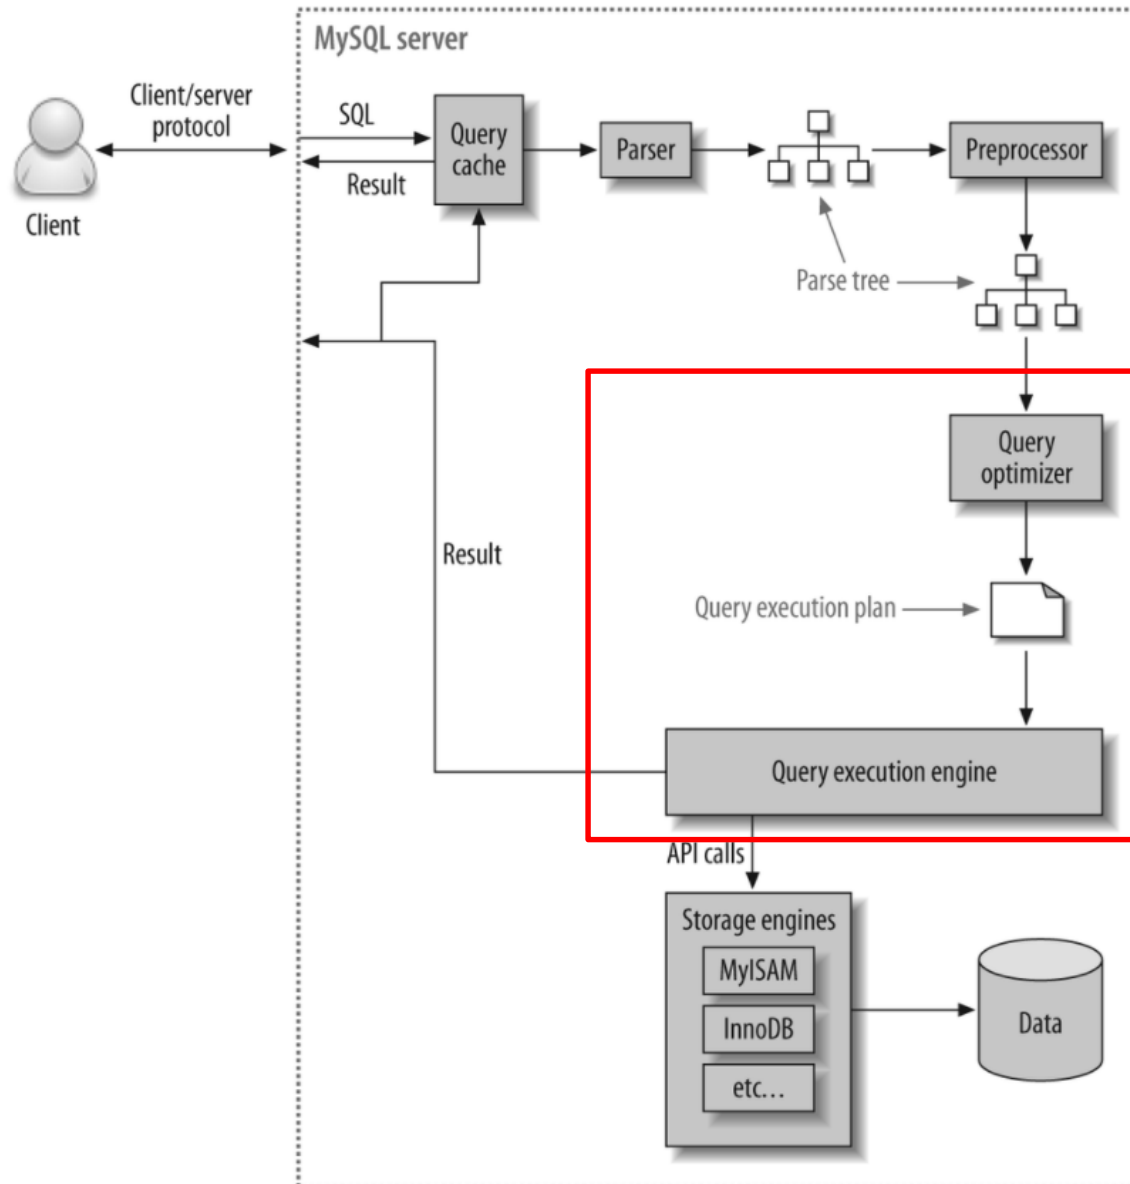 MySQL server
Client/server
protocol
SQL
Result
Query
cache
Parser
Preprocessor
Client
Parse tree
Query
optimizer
Result
Query execution plan
Query execution engine
API calls
Storage engines
MyISAM
InnoDB
etc...
Data